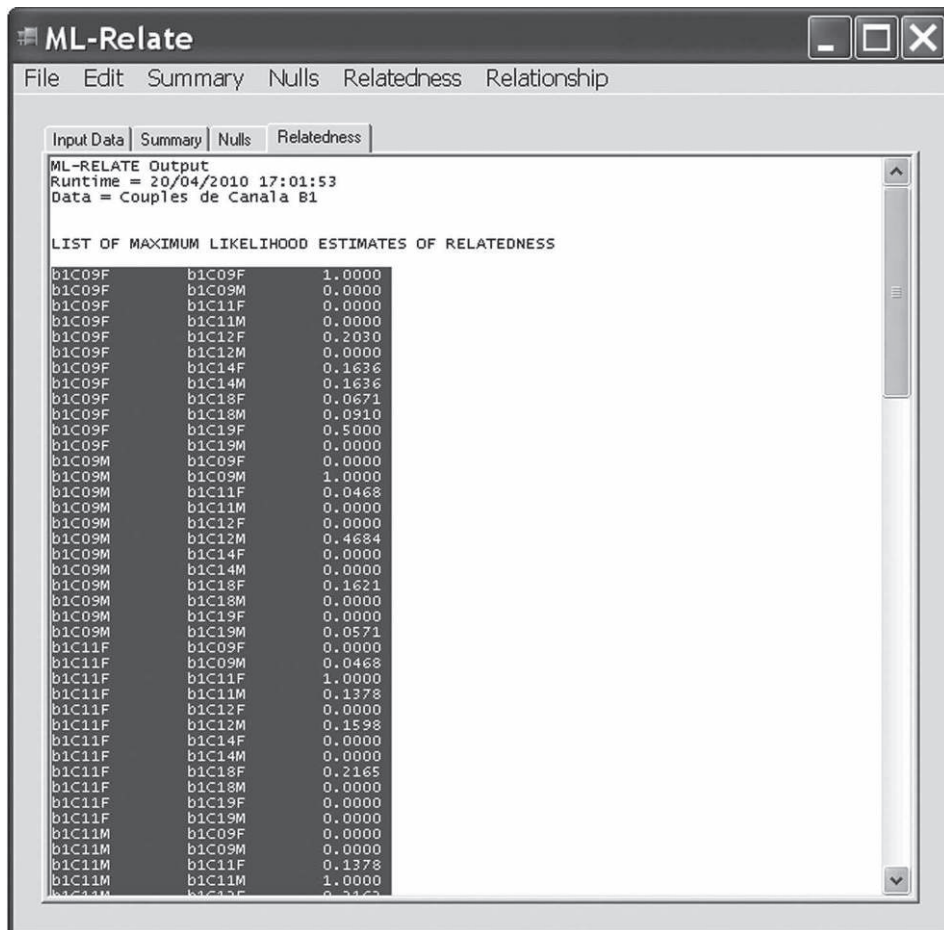 ML-Relate
File Edit Summary Nulls Relatedness Relationship
Input Data Summary Nulls Relatedness
ML-RELATE Output
Runtime = 20/04/2010 17:01:53
Data = Couples de Canala B1
LIST OF MAXIMUM LIKELIHOOD ESTIMATES OF RELATEDNESS
b1C09F b1C09F 1.0000
b1C09F b1C09M 0.0000
b1C09F b1C11F 0.0000
b1C09F b1C11M 0.0000
b1C09F b1C12F 0.2030
b1C09F b1C12M 0.0000
b1C09F b1C14F 0.1636
b1C09F b1C14M 0.1636
b1C09F b1C18F 0.0671
b1C09F b1C18M 0.0910
b1C09F b1C19F 0.5000
b1C09F b1C19M 0.0000
b1C09M b1C09F 0.0000
b1C09M b1C09M 1.0000
b1C09M b1C11F 0.0468
b1C09M b1C11M 0.0000
b1C09M b1C12F 0.0000
b1C09M b1C12M 0.4684
b1C09M b1C14F 0.0000
b1C09M b1C14M 0.0000
b1C09M b1C18F 0.1621
b1C09M b1C18M 0.0000
b1C09M b1C19F 0.0000
b1C09M b1C19M 0.0571
b1C11F b1C09F 0.0000
b1C11F b1C09M 0.0468
b1C11F b1C11F 1.0000
b1C11F b1C11M 0.1378
b1C11F b1C12F 0.0000
b1C11F b1C12M 0.1598
b1C11F b1C14F 0.0000
b1C11F b1C14M 0.0000
b1C11F b1C18F 0.2165
b1C11F b1C18M 0.0000
b1C11F b1C19F 0.0000
b1C11F b1C19M 0.0000
b1C11M b1C09F 0.0000
b1C11M b1C09M 0.0000
b1C11M b1C11F 0.1378
b1C11M b1C11M 1.0000